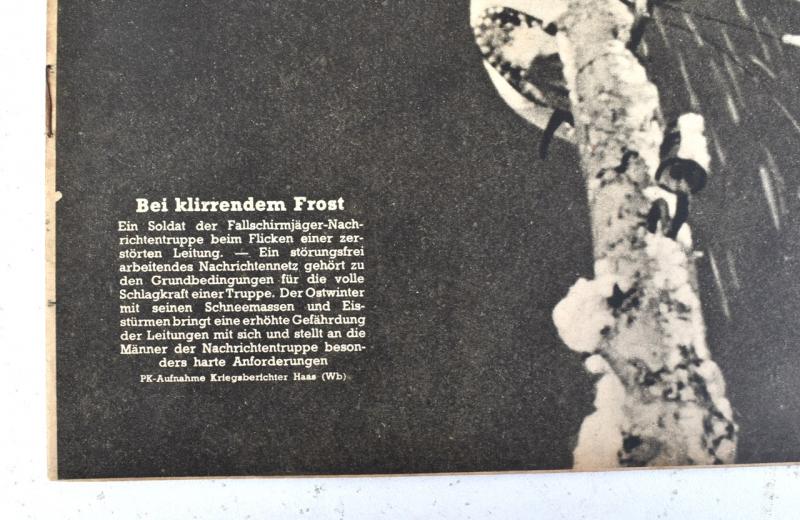 Bei klirrendem Frost
Ein Soldat der Fallschirmjäger-Nach-
richtentruppe beim Flicken einer zer-
störten Leitung. — Ein störungsfrei
arbeitendes Nachrichtennetz gehört zu
den Grundbedingungen für die volle
Schlagkraft einer Truppe. Der Ostwinter
mit seinen Schneemassen und Eis-
stürmen bringt eine erhöhte Gefährdung
der Leitungen mit sich und stellt an die
Männer der Nachrichtentruppe beson-
ders harte Anforderungen
PK-Aufnahme Kriegsberichter Haas (Wb)